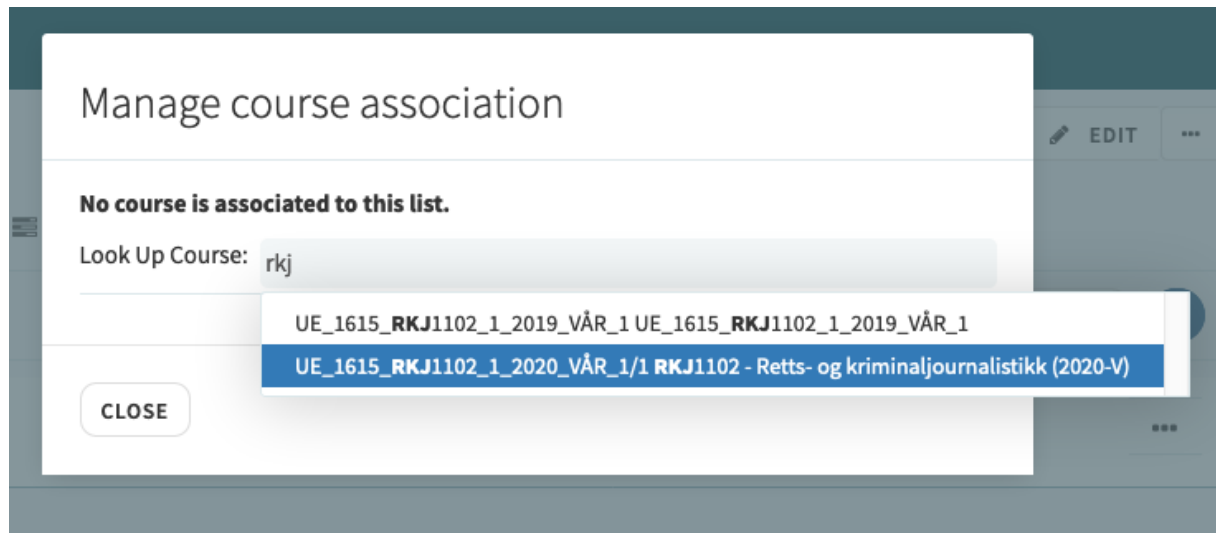 Manage course association
EDIT
No course is associated to this list.
Look Up Course: rkj
UE_1615_RKJ1102_1_2019_VÅR_1 UE_1615_RKJ1102_1_2019_VÅR_1
UE_1615_RKJ1102_1_2020_VÅR_1/1 RKJ1102 - Retts- og kriminaljournalistikk (2020-V)
CLOSE